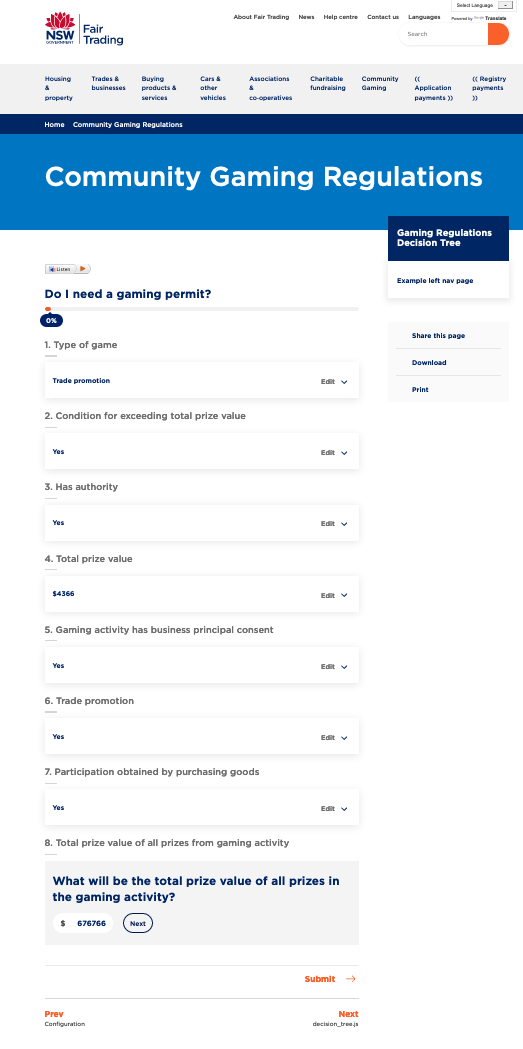 Select Language
About Fair Trading News Help centre Contact us Languages
Powered by Google Translate
NSW
GOVERNMENT
Fair
Trading
Search
Housing
&
property
Trades &
businesses
Buying
products &
services
Cars &
other
vehicles
Associations
&
co-operatives
Charitable
fundraising
Community
Gaming
((
Application
payments ))
(( Registry
payments
))
Home Community Gaming Regulations
Community Gaming Regulations
Gaming Regulations
Decision Tree
Example left nav page
Share this page
Download
Print
Listen
Do I need a gaming permit?
0%
1. Type of game
Trade promotion Edit
2. Condition for exceeding total prize value
Yes Edit
3. Has authority
Yes Edit
4. Total prize value
$4366 Edit
5. Gaming activity has business principal consent
Yes Edit
6. Trade promotion
Yes Edit
7. Participation obtained by purchasing goods
Yes Edit
8. Total prize value of all prizes from gaming activity
What will be the total prize value of all prizes in
the gaming activity?
$ 676766 Next
Submit
Prev
Configuration
Next
decision_tree.js